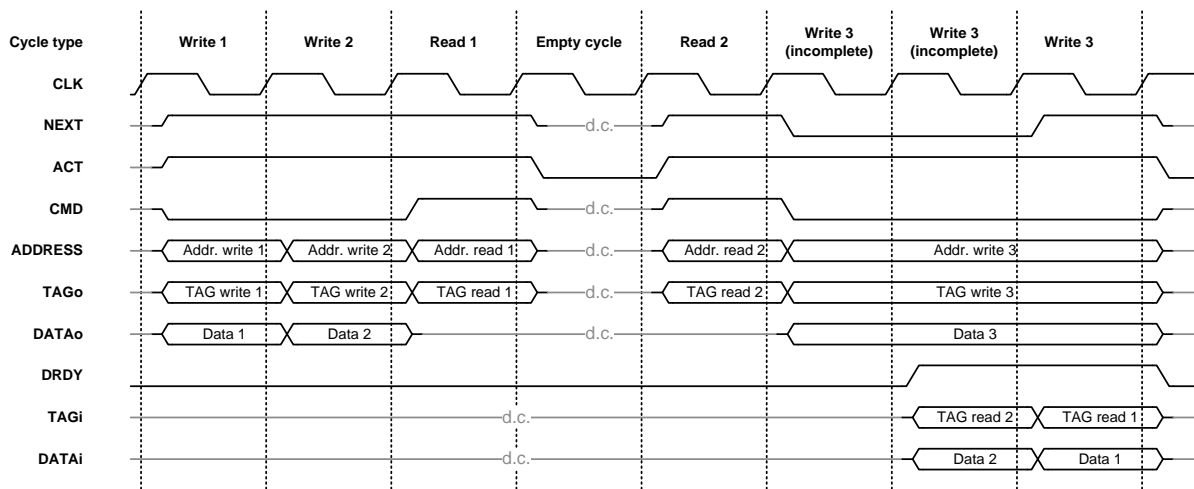 Cycle type Write 1 Write 2 Read 1 Empty cycle Read 2 Write 3 (incomplete) Write 3 (incomplete) Write 3
CLK
NEXT d.c.
ACT
CMD d.c.
ADDRESS Addr. write 1 Addr. write 2 Addr. read 1 d.c. Addr. read 2 Addr. write 3
TAGo TAG write 1 TAG write 2 TAG read 1 d.c. TAG read 2 TAG write 3
DATAo Data 1 Data 2 d.c. Data 3
DRDY
TAGi d.c. TAG read 2 TAG read 1
DATAi d.c. Data 2 Data 1